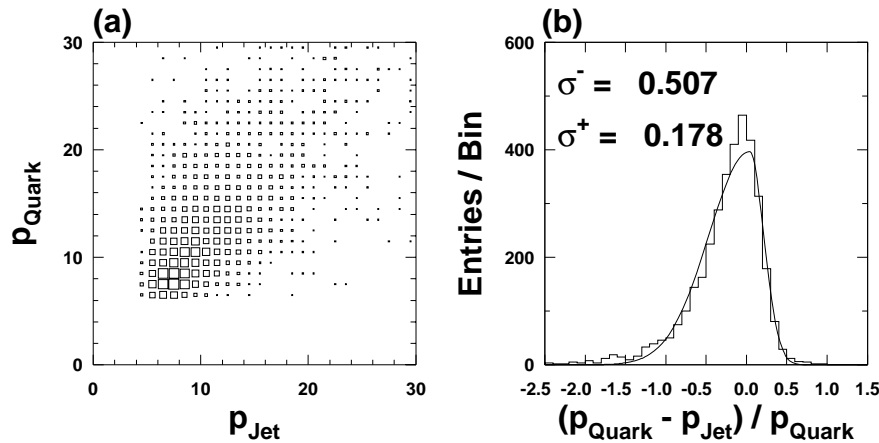 (a)
30
20
10
0
p_Quark
0 10 20 30
p_Jet
(b)
600
400
200
0
Entries / Bin
σ⁻ = 0.507
σ⁺ = 0.178
-2.5 -2.0 -1.5 -1.0 -0.5 0.0 0.5 1.0 1.5
(p_Quark - p_Jet) / p_Quark